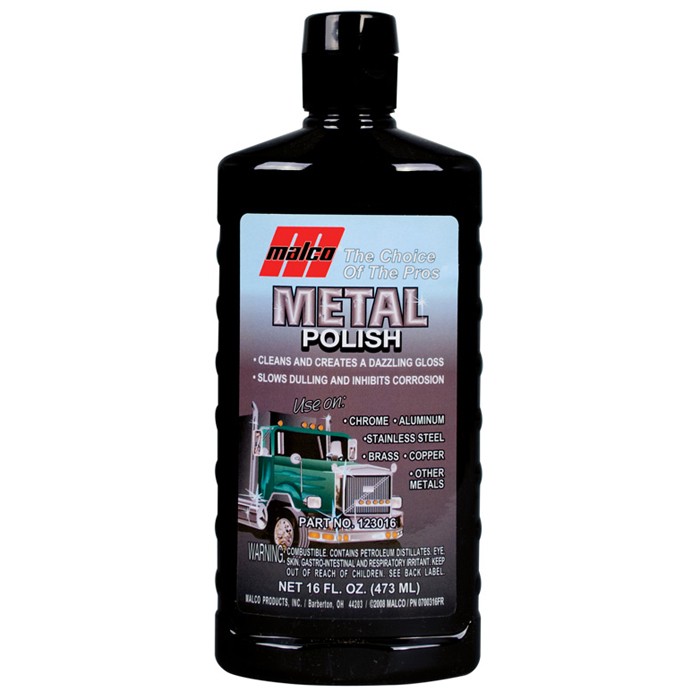 malco
The Choice
Of The Pros
METAL
POLISH
• CLEANS AND CREATES A DAZZLING GLOSS
• SLOWS DULLING AND INHIBITS CORROSION
Use on:
• CHROME • ALUMINUM
• STAINLESS STEEL
• BRASS • COPPER
• OTHER
METALS
PART NO. 123016
WARNING: COMBUSTIBLE. CONTAINS PETROLEUM DISTILLATES. EYE,
SKIN, GASTRO-INTESTINAL AND RESPIRATORY IRRITANT. KEEP
OUT OF REACH OF CHILDREN. SEE BACK LABEL.
NET 16 FL. OZ. (473 ML)
MALCO PRODUCTS, INC. / Barberton, OH 44203 / ©2008 MALCO / PN 0700316FR